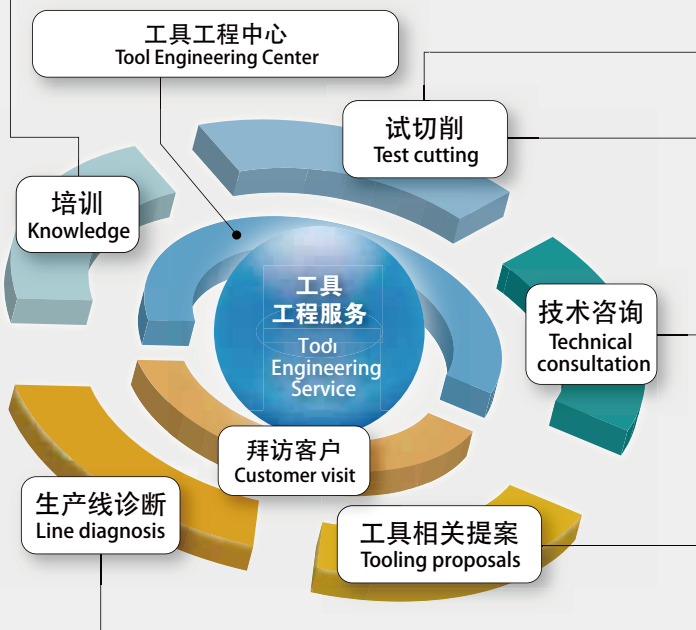 工具工程中心
Tool Engineering Center
试切削
Test cutting
培训
Knowledge
工具
工程服务
Engineering
Service
技术咨询
Technical
consultation
拜访客户
Customer visit
生产线诊断
Line diagnosis
工具相关提案
Tooling proposals